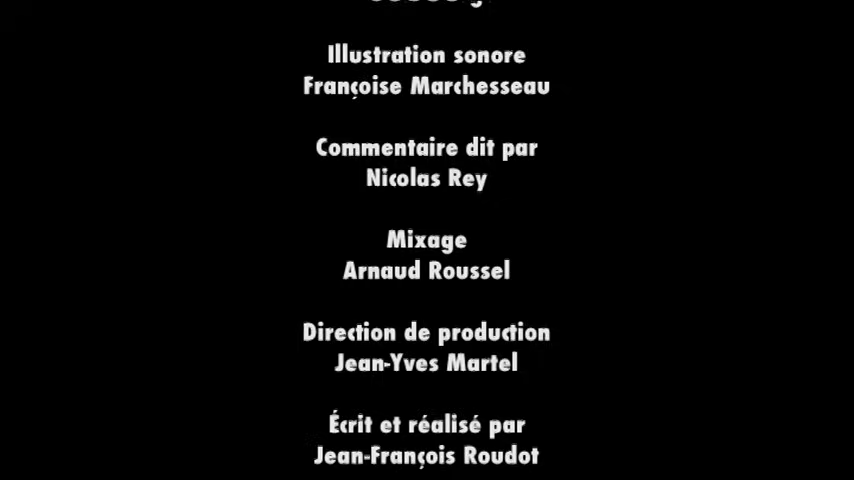 Illustration sonore
Françoise Marchesseau
Commentaire dit par
Nicolas Rey
Mixage
Arnaud Roussel
Direction de production
Jean-Yves Martel
Écrit et réalisé par
Jean-François Roudot